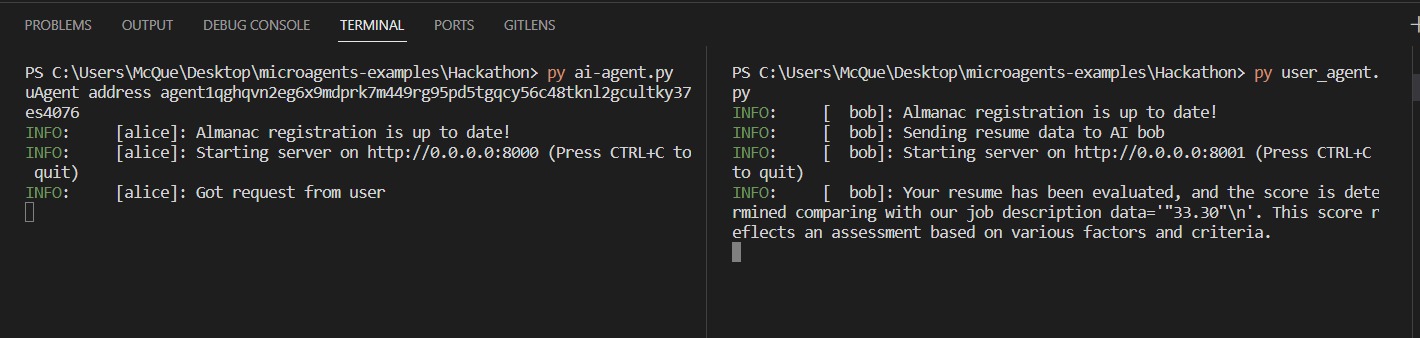 PROBLEMS OUTPUT DEBUG CONSOLE TERMINAL PORTS GITLENS
PS C:\Users\McQue\Desktop\microagents-examples\Hackathon> py ai-agent.py
uAgent address agent1qghqvn2eg6x9mdprk7m449rg95pd5tgqcy56c48tknl2gcultky37
es4076
INFO:     [alice]: Almanac registration is up to date!
INFO:     [alice]: Starting server on http://0.0.0.0:8000 (Press CTRL+C to
 quit)
INFO:     [alice]: Got request from user
PS C:\Users\McQue\Desktop\microagents-examples\Hackathon> py user_agent.
py
INFO:     [  bob]: Almanac registration is up to date!
INFO:     [  bob]: Sending resume data to AI bob
INFO:     [  bob]: Starting server on http://0.0.0.0:8001 (Press CTRL+C
to quit)
INFO:     [  bob]: Your resume has been evaluated, and the score is dete
rmined comparing with our job description data='"33.30"\n'. This score r
eflects an assessment based on various factors and criteria.